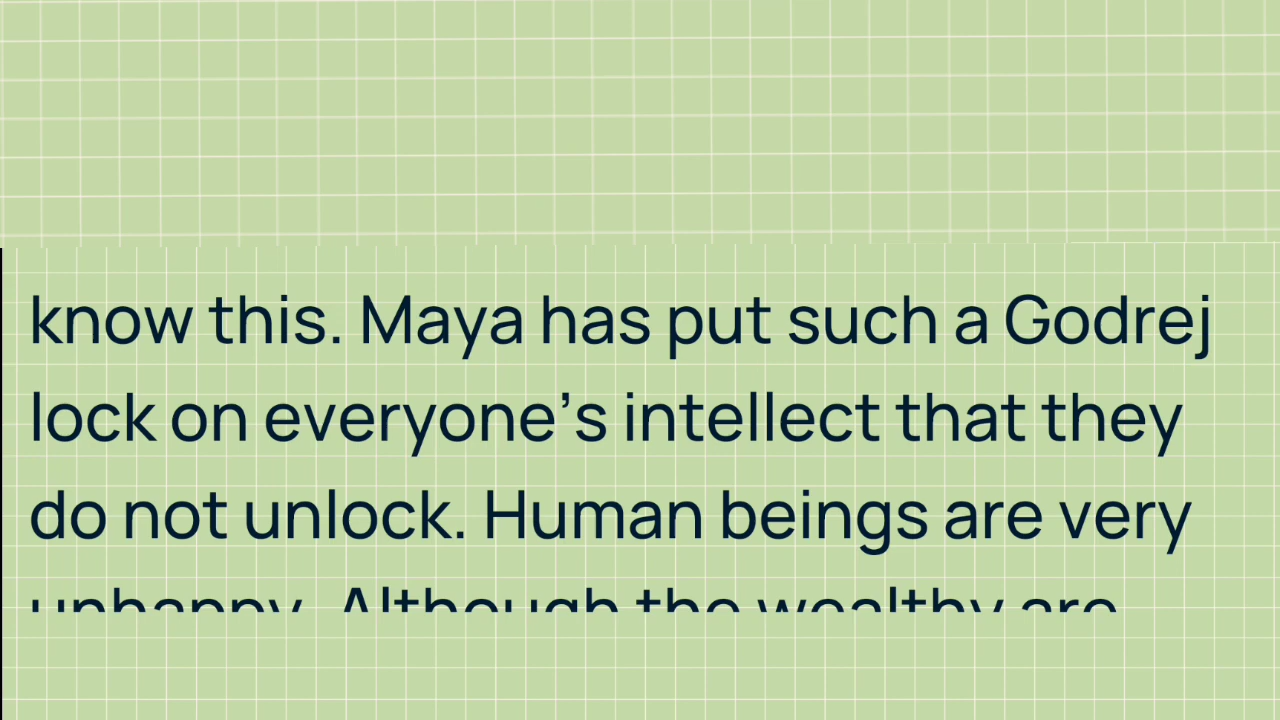 know this. Maya has put such a Godrej
lock on everyone’s intellect that they
do not unlock. Human beings are very
unhappy. Although the wealthy are